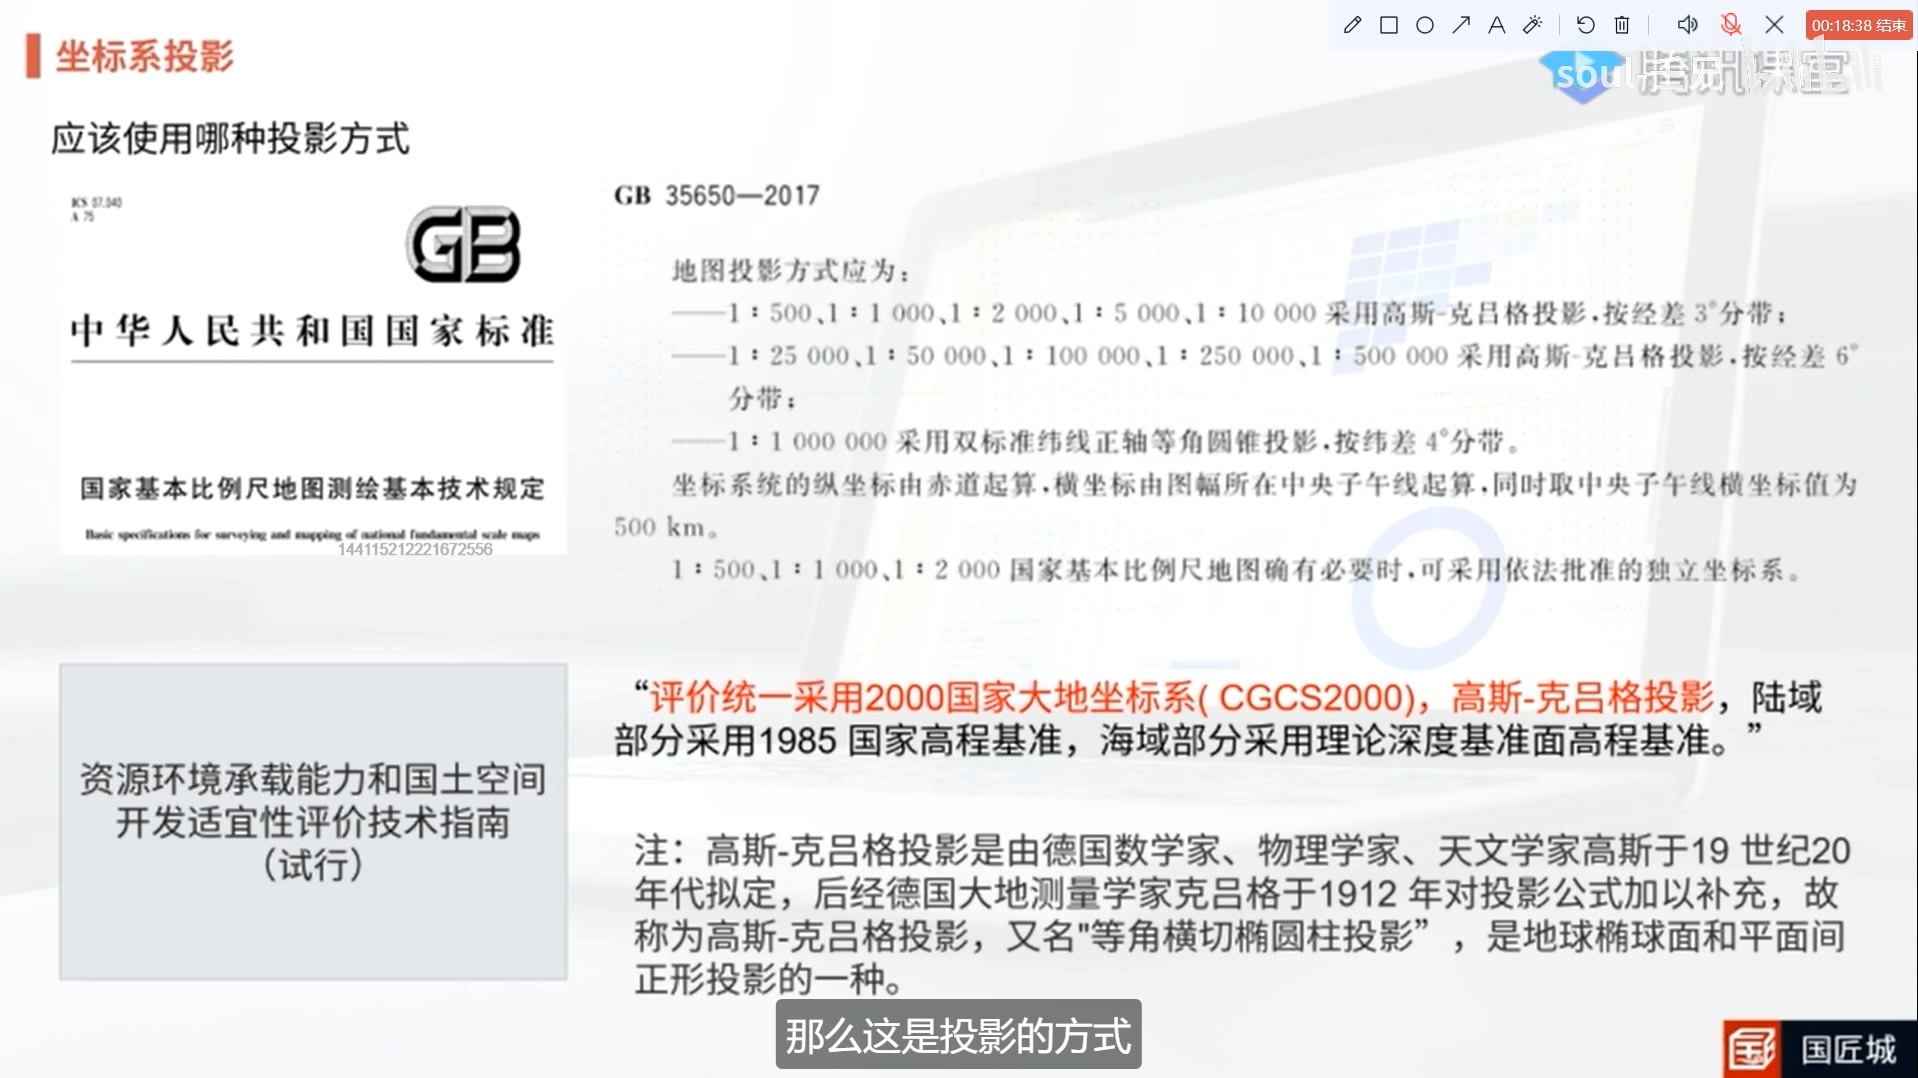 00:18:38 结束
坐标系投影
应该使用哪种投影方式
ICS 07.040
A 75
GB
中华人民共和国国家标准
国家基本比例尺地图测绘基本技术规定
Basic specifications for surveying and mapping of national fundamental scale maps
144115212221672556
GB 35650—2017
地图投影方式应为：
——1∶500、1∶1 000、1∶2 000、1∶5 000、1∶10 000 采用高斯-克吕格投影，按经差 3°分带；
——1∶25 000、1∶50 000、1∶100 000、1∶250 000、1∶500 000 采用高斯-克吕格投影，按经差 6°
分带；
——1∶1 000 000 采用双标准纬线正轴等角圆锥投影，按纬差 4°分带。
坐标系统的纵坐标由赤道起算，横坐标由图幅所在中央子午线起算，同时取中央子午线横坐标值为
500 km。
1∶500、1∶1 000、1∶2 000 国家基本比例尺地图确有必要时，可采用依法批准的独立坐标系。
资源环境承载能力和国土空间
开发适宜性评价技术指南
（试行）
“评价统一采用2000国家大地坐标系( CGCS2000)，高斯-克吕格投影，陆域
部分采用1985 国家高程基准，海域部分采用理论深度基准面高程基准。”
注：高斯-克吕格投影是由德国数学家、物理学家、天文学家高斯于19 世纪20
年代拟定，后经德国大地测量学家克吕格于1912 年对投影公式加以补充，故
称为高斯-克吕格投影，又名"等角横切椭圆柱投影”，是地球椭球面和平面间
正形投影的一种。
那么这是投影的方式
国匠城